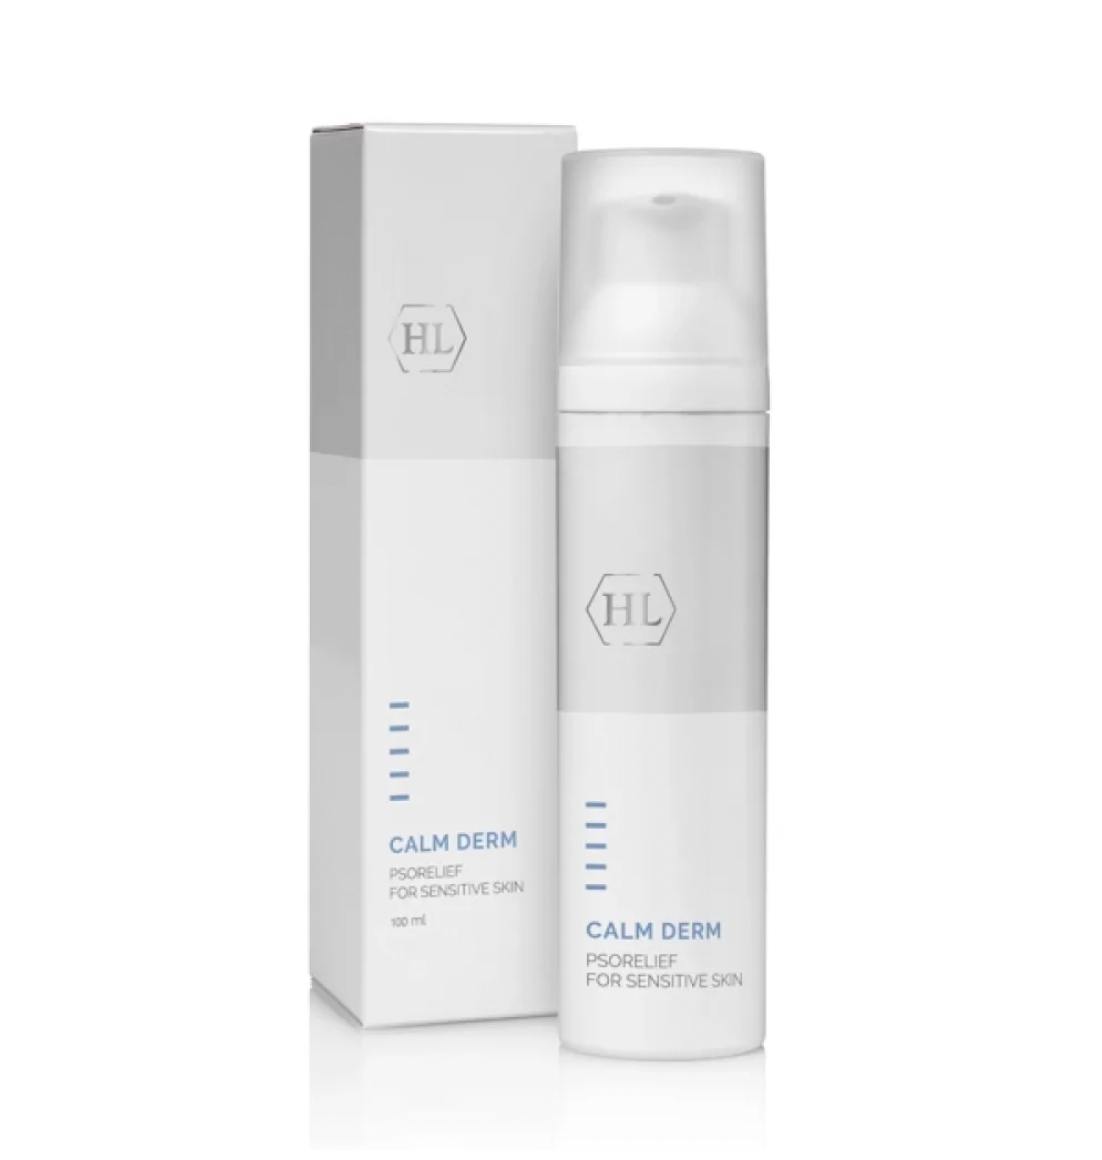 HL
CALM DERM
PSORELIEF
FOR SENSITIVE SKIN
100 ml
HL
CALM DERM
PSORELIEF
FOR SENSITIVE SKIN